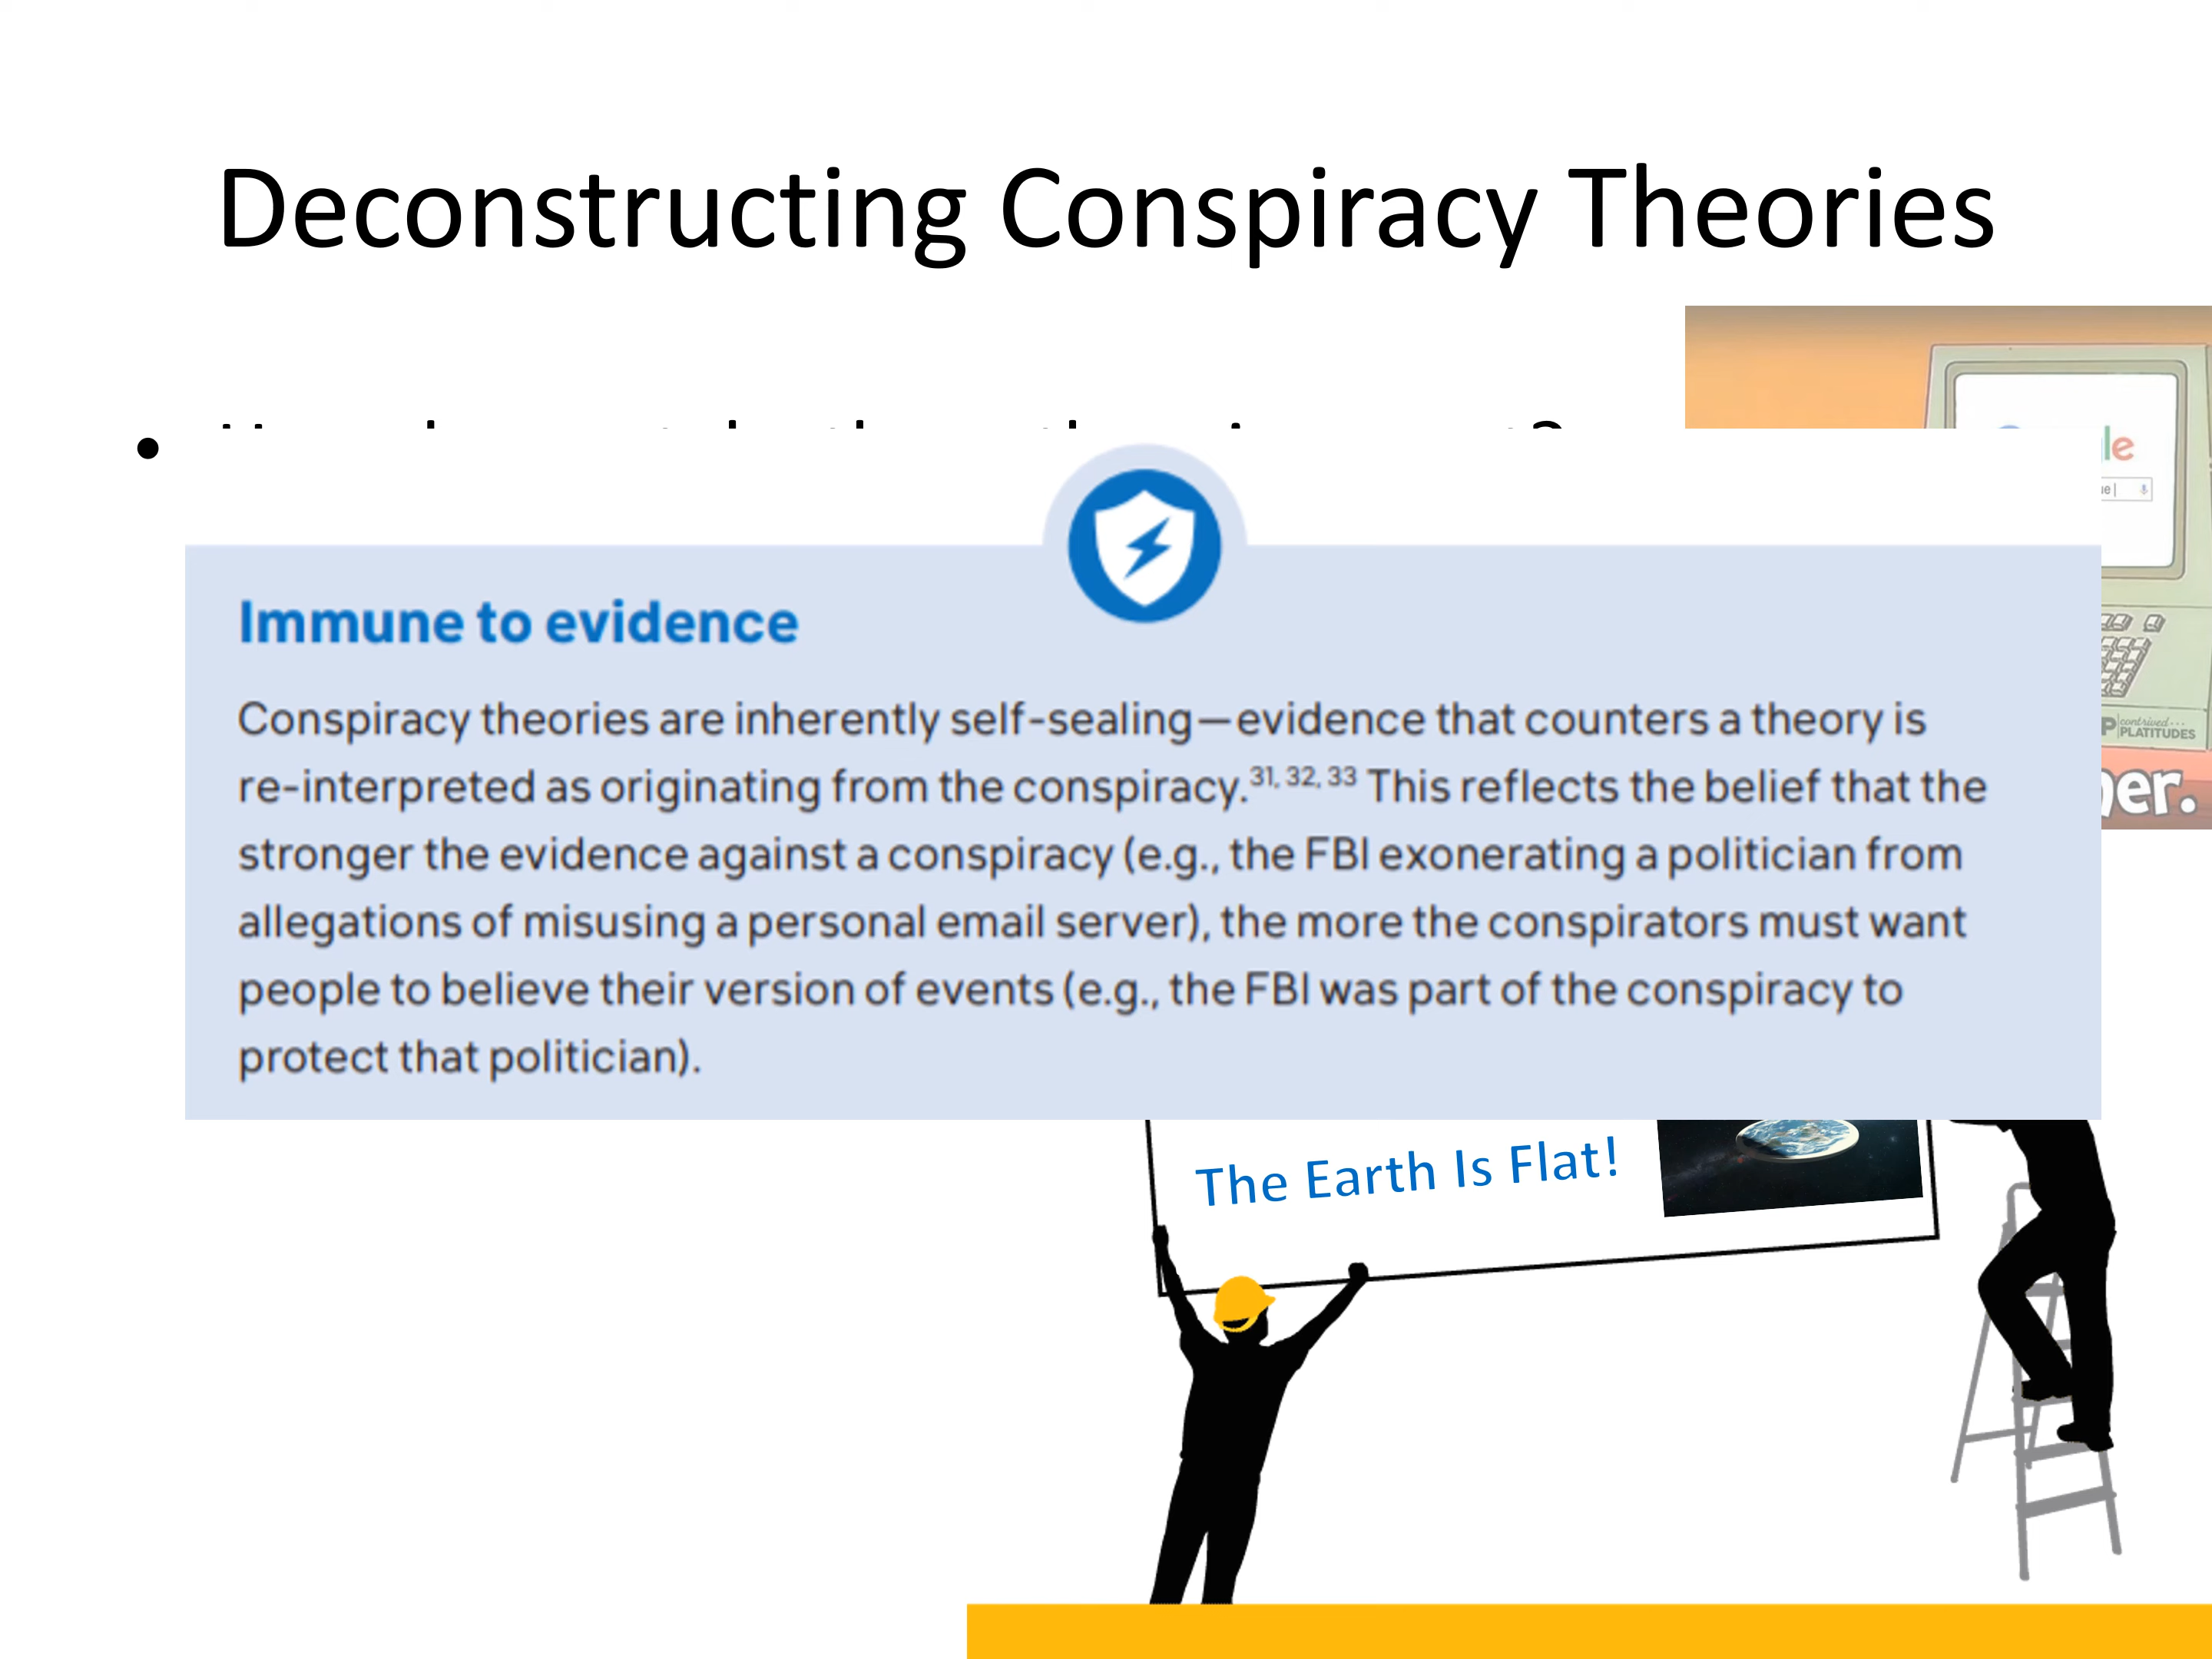 Deconstructing Conspiracy Theories
le
ue|
Immune to evidence
Conspiracy theories are inherently self-sealing—evidence that counters a theory is
re-interpreted as originating from the conspiracy.31, 32, 33 This reflects the belief that the
stronger the evidence against a conspiracy (e.g., the FBI exonerating a politician from
allegations of misusing a personal email server), the more the conspirators must want
people to believe their version of events (e.g., the FBI was part of the conspiracy to
protect that politician).
P contrived...
PLATITUDES
her.
The Earth Is Flat!